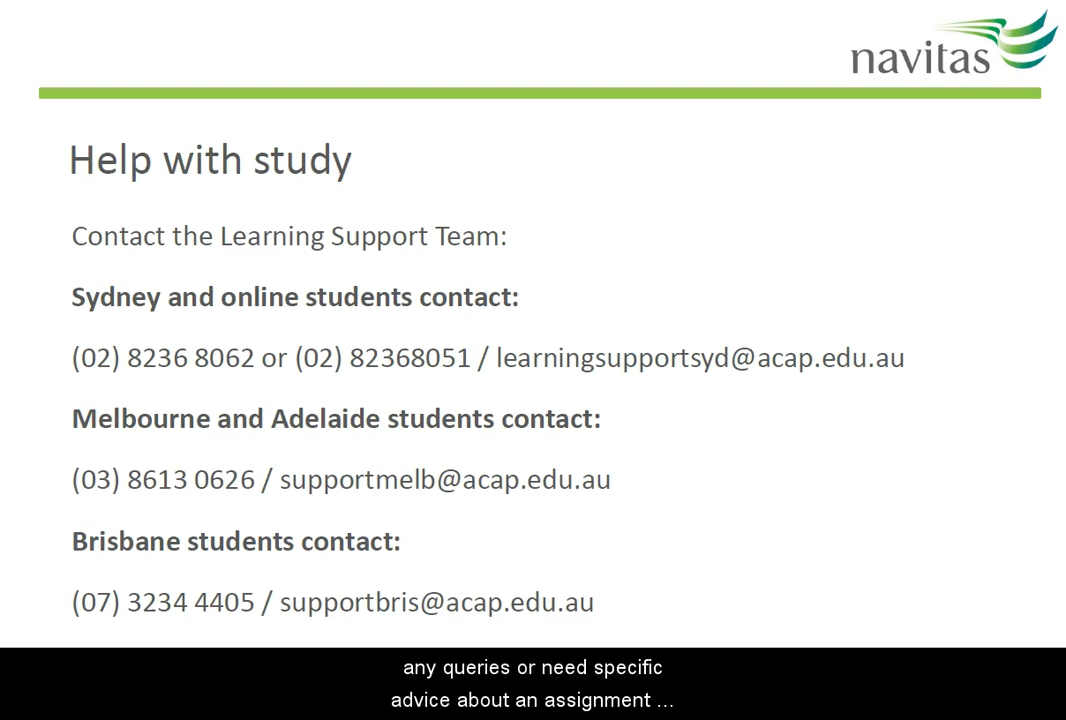 navitas
Help with study
Contact the Learning Support Team:
Sydney and online students contact:
(02) 8236 8062 or (02) 82368051 / learningsupportsyd@acap.edu.au
Melbourne and Adelaide students contact:
(03) 8613 0626 / supportmelb@acap.edu.au
Brisbane students contact:
(07) 3234 4405 / supportbris@acap.edu.au
any queries or need specific
advice about an assignment ...